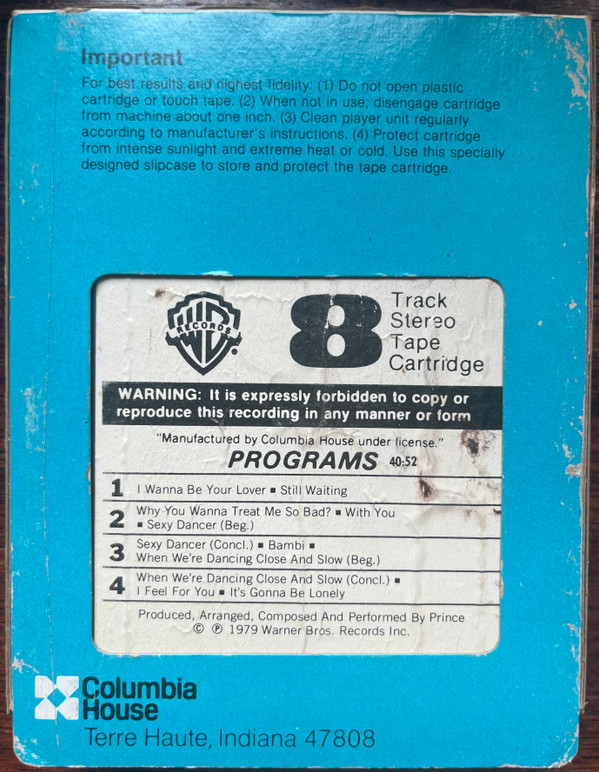 Important
For best results and highest fidelity: (1) Do not open plastic
cartridge or touch tape. (2) When not in use, disengage cartridge
from machine about one inch. (3) Clean player unit regularly
according to manufacturer's instructions. (4) Protect cartridge
from intense sunlight and extreme heat or cold. Use this specially
designed slipcase to store and protect the tape cartridge.
WB RECORDS ®
8 Track
Stereo
Tape
Cartridge
WARNING: It is expressly forbidden to copy or
reproduce this recording in any manner or form
"Manufactured by Columbia House under license."
PROGRAMS 40:52
1 I Wanna Be Your Lover ▪ Still Waiting
2 Why You Wanna Treat Me So Bad? ▪ With You
▪ Sexy Dancer (Beg.)
3 Sexy Dancer (Concl.) ▪ Bambi ▪
When We're Dancing Close And Slow (Beg.)
4 When We're Dancing Close And Slow (Concl.) ▪
I Feel For You ▪ It's Gonna Be Lonely
Produced, Arranged, Composed And Performed By Prince
© ℗ 1979 Warner Bros. Records Inc.
Columbia
House
Terre Haute, Indiana 47808